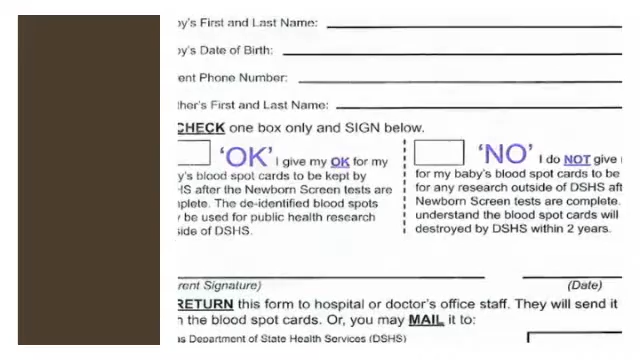 y's First and Last Name:
y's Date of Birth:
ent Phone Number:
ther's First and Last Name:
CHECK one box only and SIGN below.
'OK' I give my OK for my
y's blood spot cards to be kept by
HS after the Newborn Screen tests are
plete. The de-identified blood spots
be used for public health research
side of DSHS.
'NO' I do NOT give
for my baby's blood spot cards to be
for any research outside of DSHS aft
Newborn Screen tests are complete.
understand the blood spot cards will
destroyed by DSHS within 2 years.
rent Signature) (Date)
RETURN this form to hospital or doctor's office staff. They will send it
the blood spot cards. Or, you may MAIL it to:
as Department of State Health Services (DSHS)